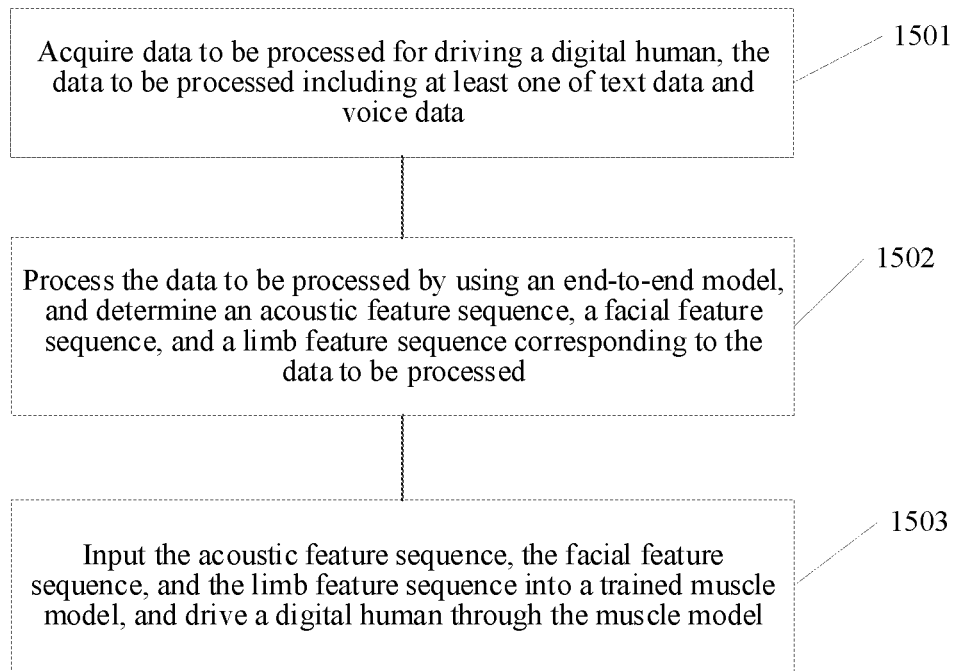 Acquire data to be processed for driving a digital human, the
data to be processed including at least one of text data and
voice data
1501
Process the data to be processed by using an end-to-end model,
and determine an acoustic feature sequence, a facial feature
sequence, and a limb feature sequence corresponding to the
data to be processed
1502
Input the acoustic feature sequence, the facial feature
sequence, and the limb feature sequence into a trained muscle
model, and drive a digital human through the muscle model
1503